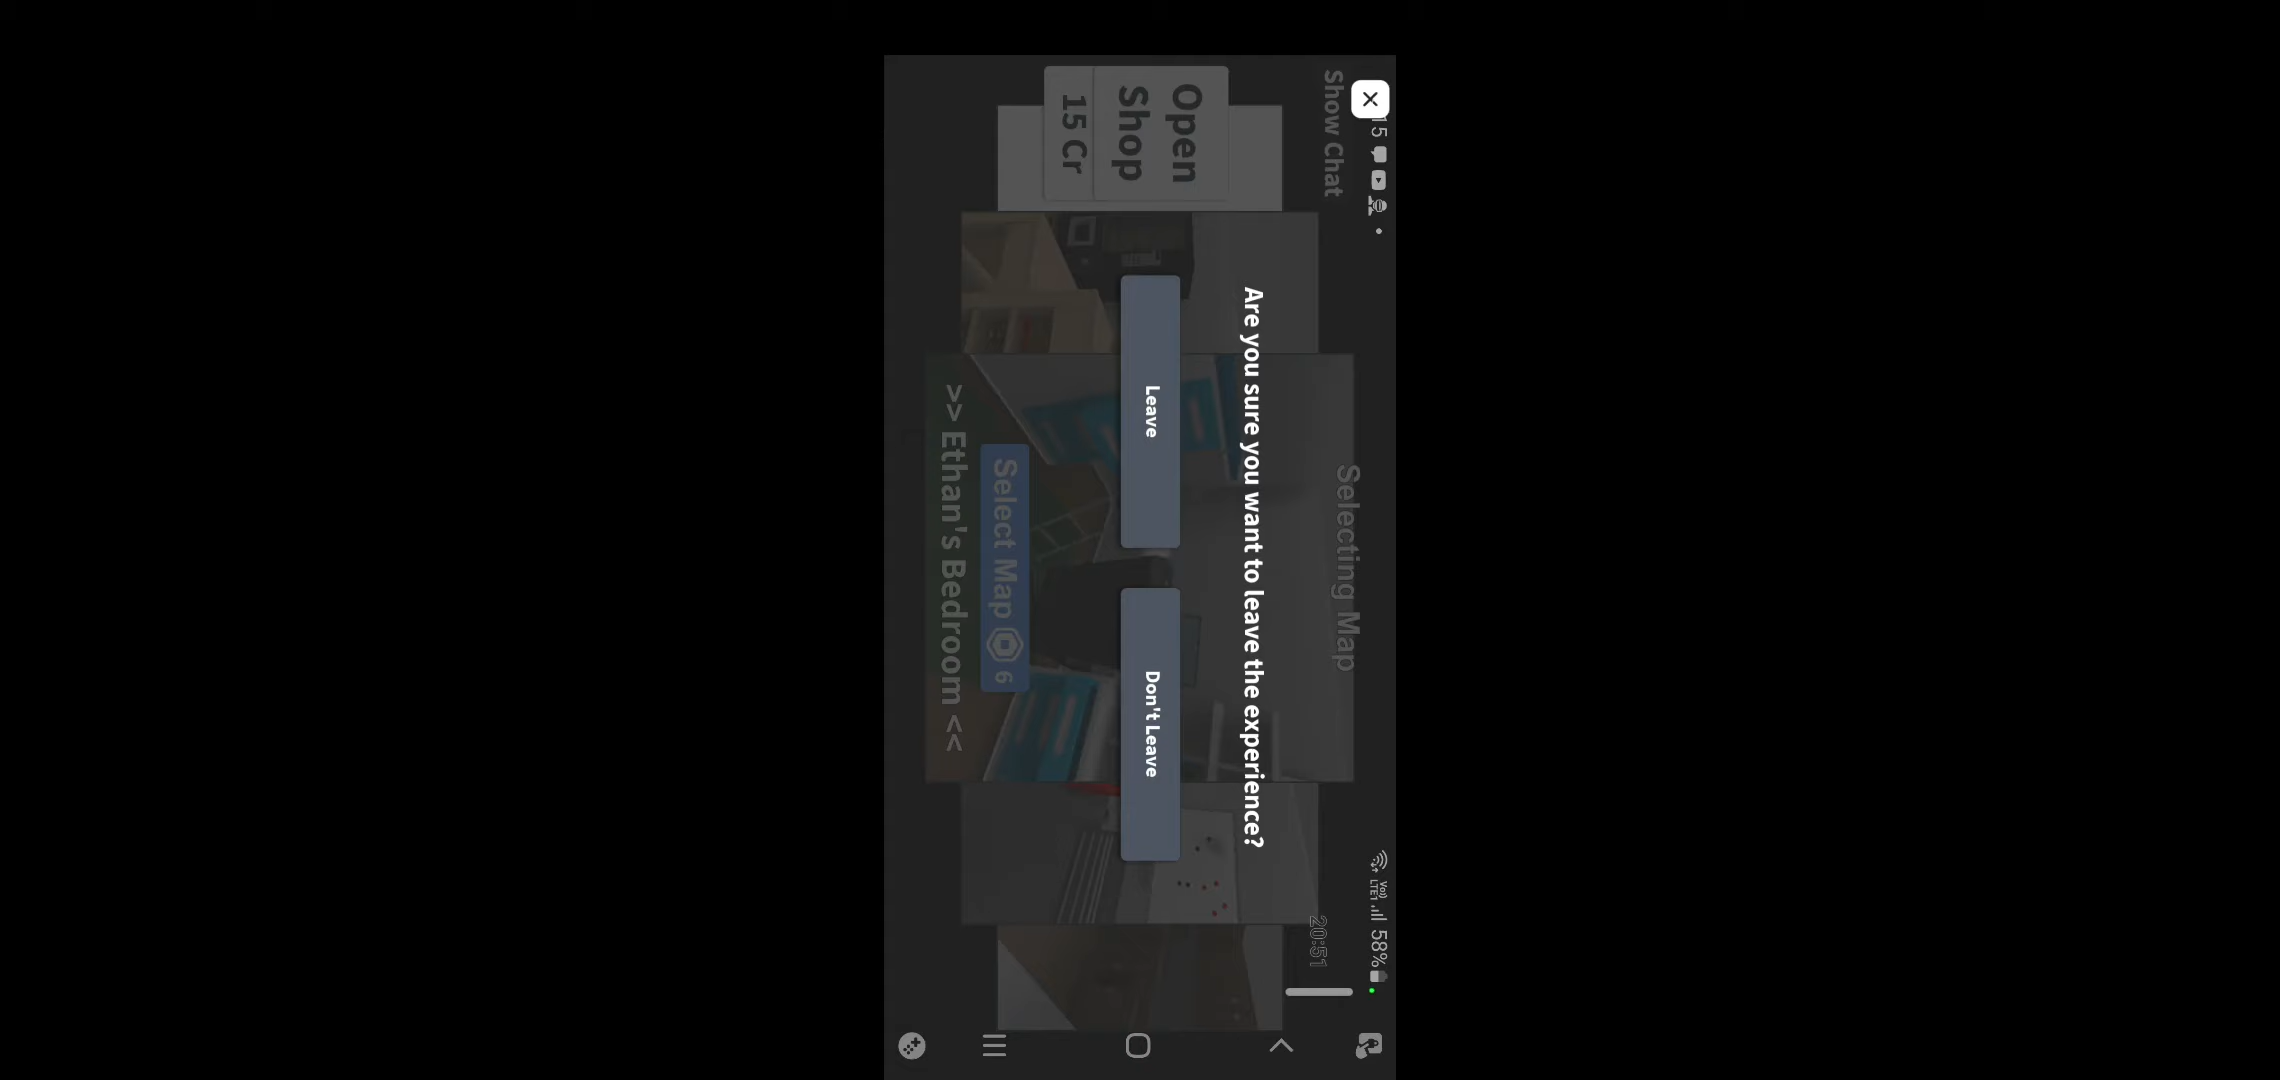 15
58%
Show Chat
Selecting Map
20:51
Are you sure you want to leave the experience?
Leave
Don't Leave
Open
Shop
15 Cr
Select Map 6
>> Ethan's Bedroom <<